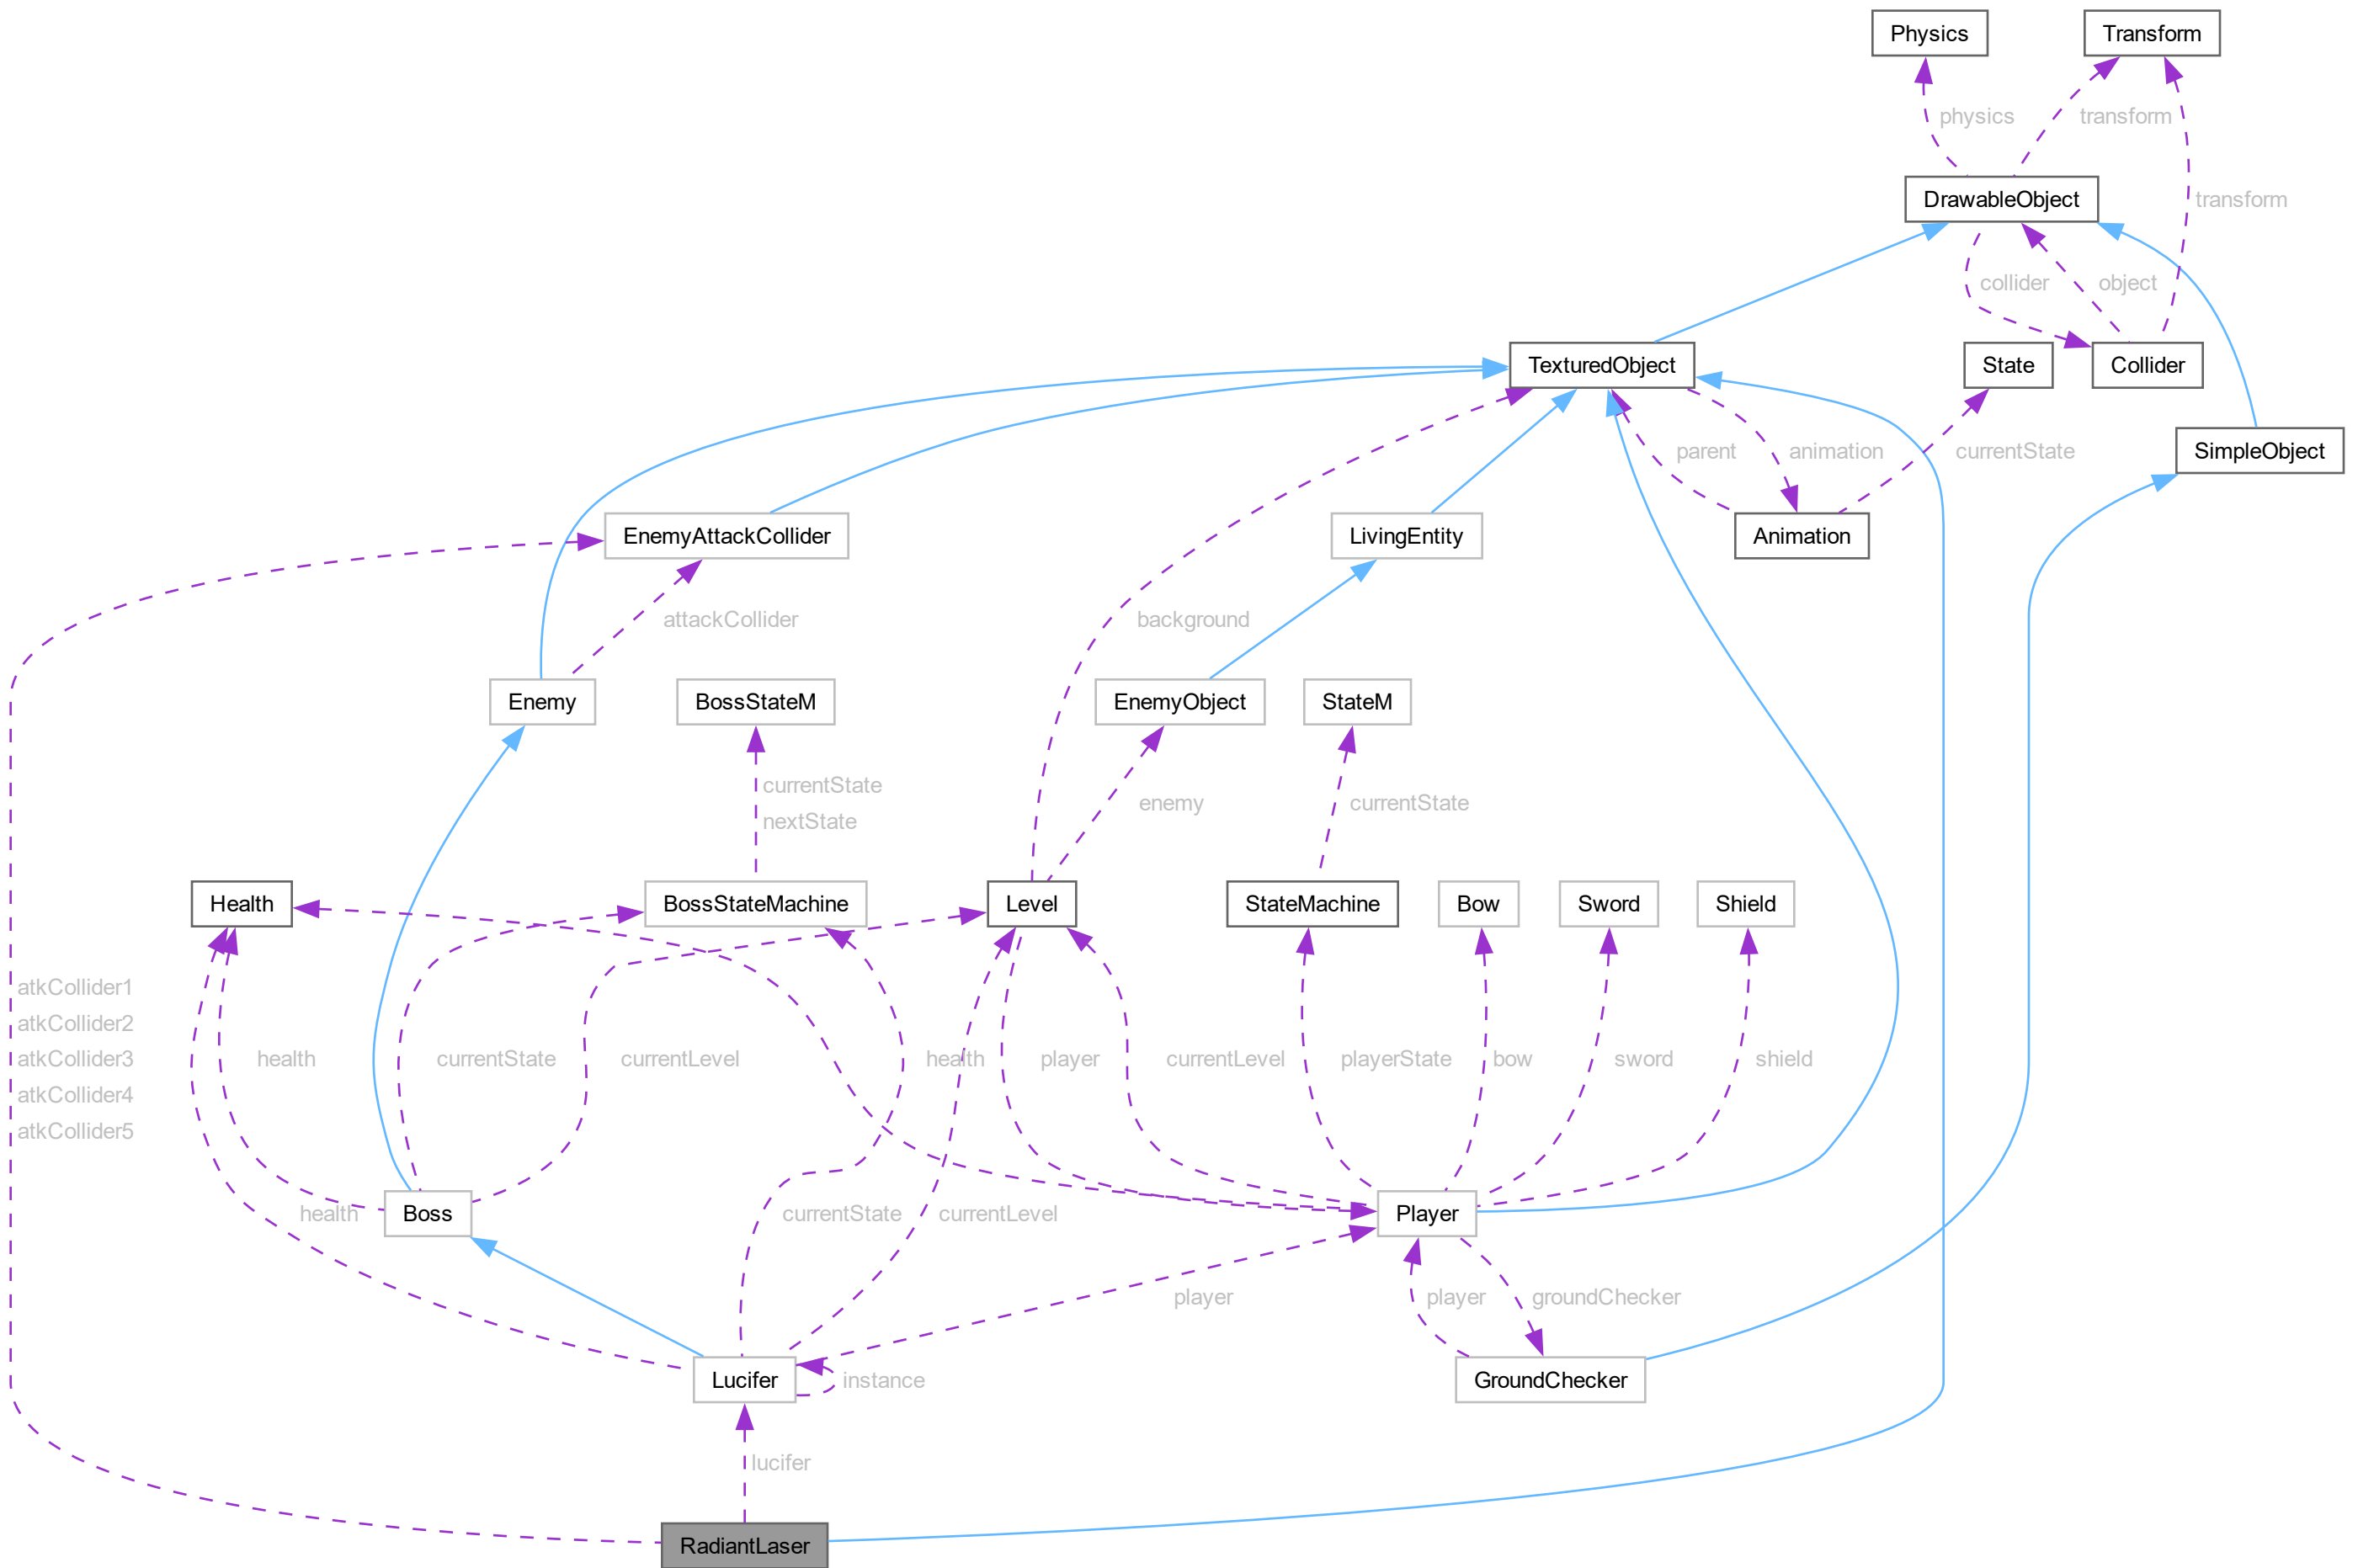 Physics
Transform
physics
transform
DrawableObject
transform
collider
object
TexturedObject
State
Collider
parent
animation
currentState
SimpleObject
EnemyAttackCollider
LivingEntity
Animation
attackCollider
background
Enemy
BossStateM
EnemyObject
StateM
currentState
nextState
enemy
currentState
Health
BossStateMachine
Level
StateMachine
Bow
Sword
Shield
atkCollider1
atkCollider2
atkCollider3
atkCollider4
atkCollider5
health
currentState
currentLevel
health
player
currentLevel
playerState
bow
sword
shield
health
Boss
currentState
currentLevel
Player
player
player
groundChecker
Lucifer
instance
GroundChecker
lucifer
RadiantLaser